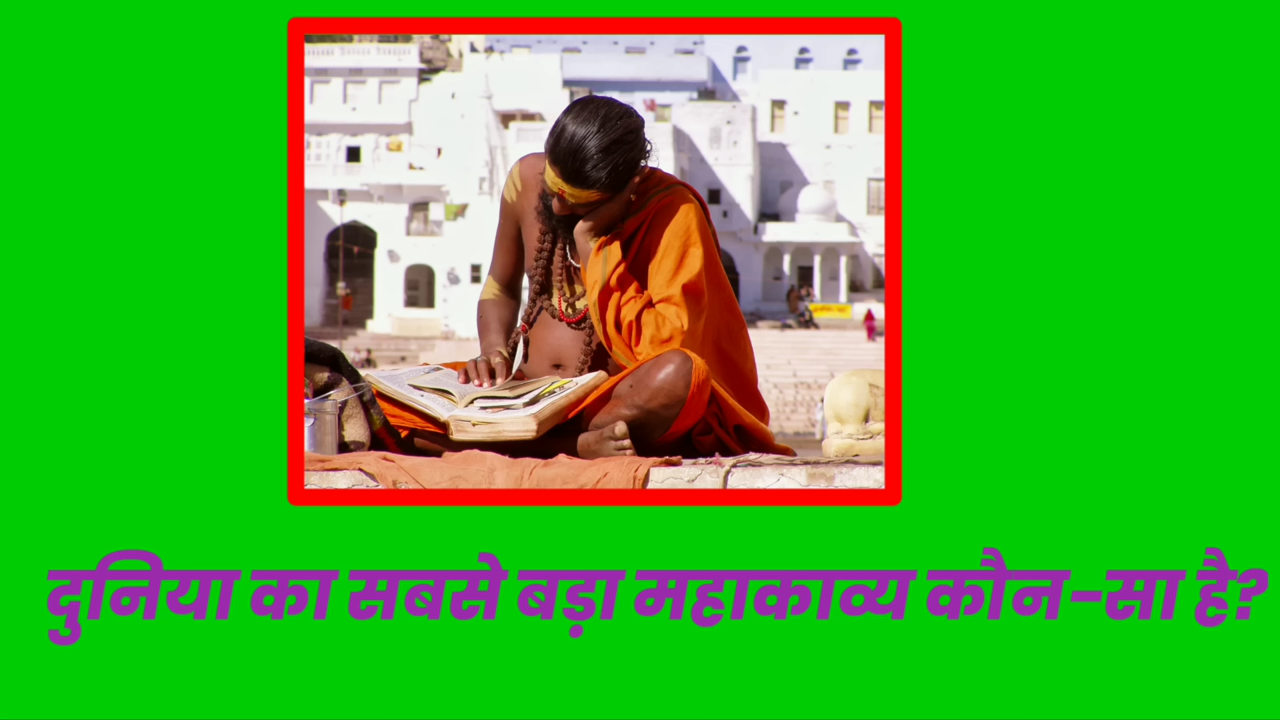 दुनिया का सबसे बड़ा महाकाव्य कौन-सा है?